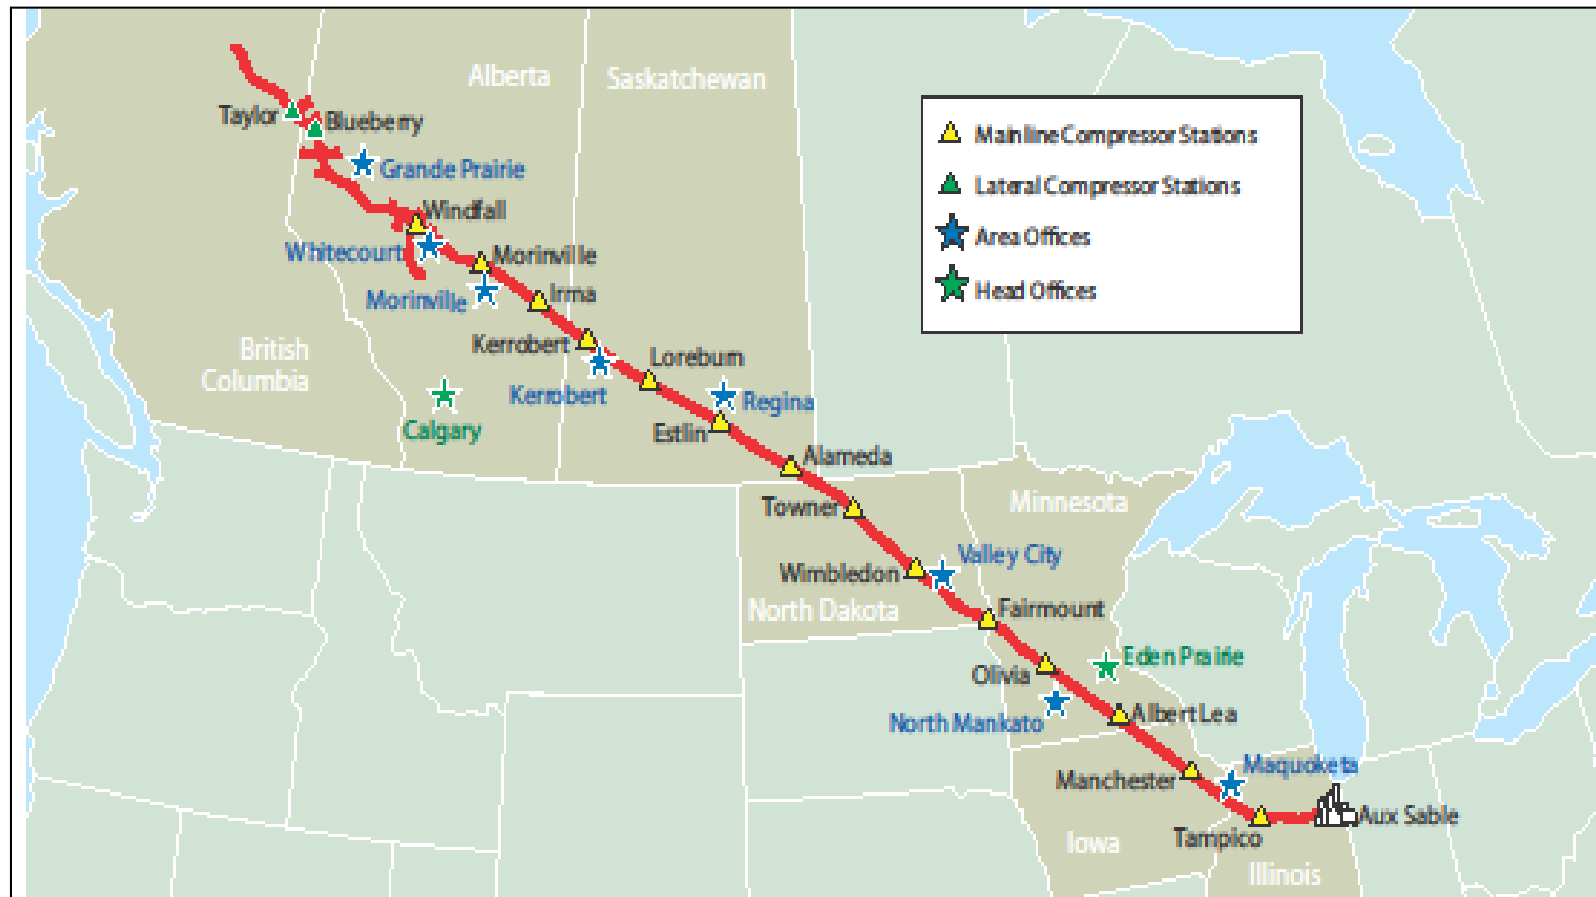 Alberta
Saskatchewan
Taylor
Blueberry
Grande Prairie
Windfall
Whitecourt
Morinville
Morinville
Irma
Kerrobert
Kerrobert
Loreburn
Regina
Estlin
British
Columbia
Calgary
Alameda
Towner
Minnesota
Valley City
Wimbledon
North Dakota
Fairmount
Eden Prairie
Olivia
North Mankato
Albert Lea
Maquoketa
Manchester
Aux Sable
Tampico
Iowa
Illinois
Mainline Compressor Stations
Lateral Compressor Stations
Area Offices
Head Offices